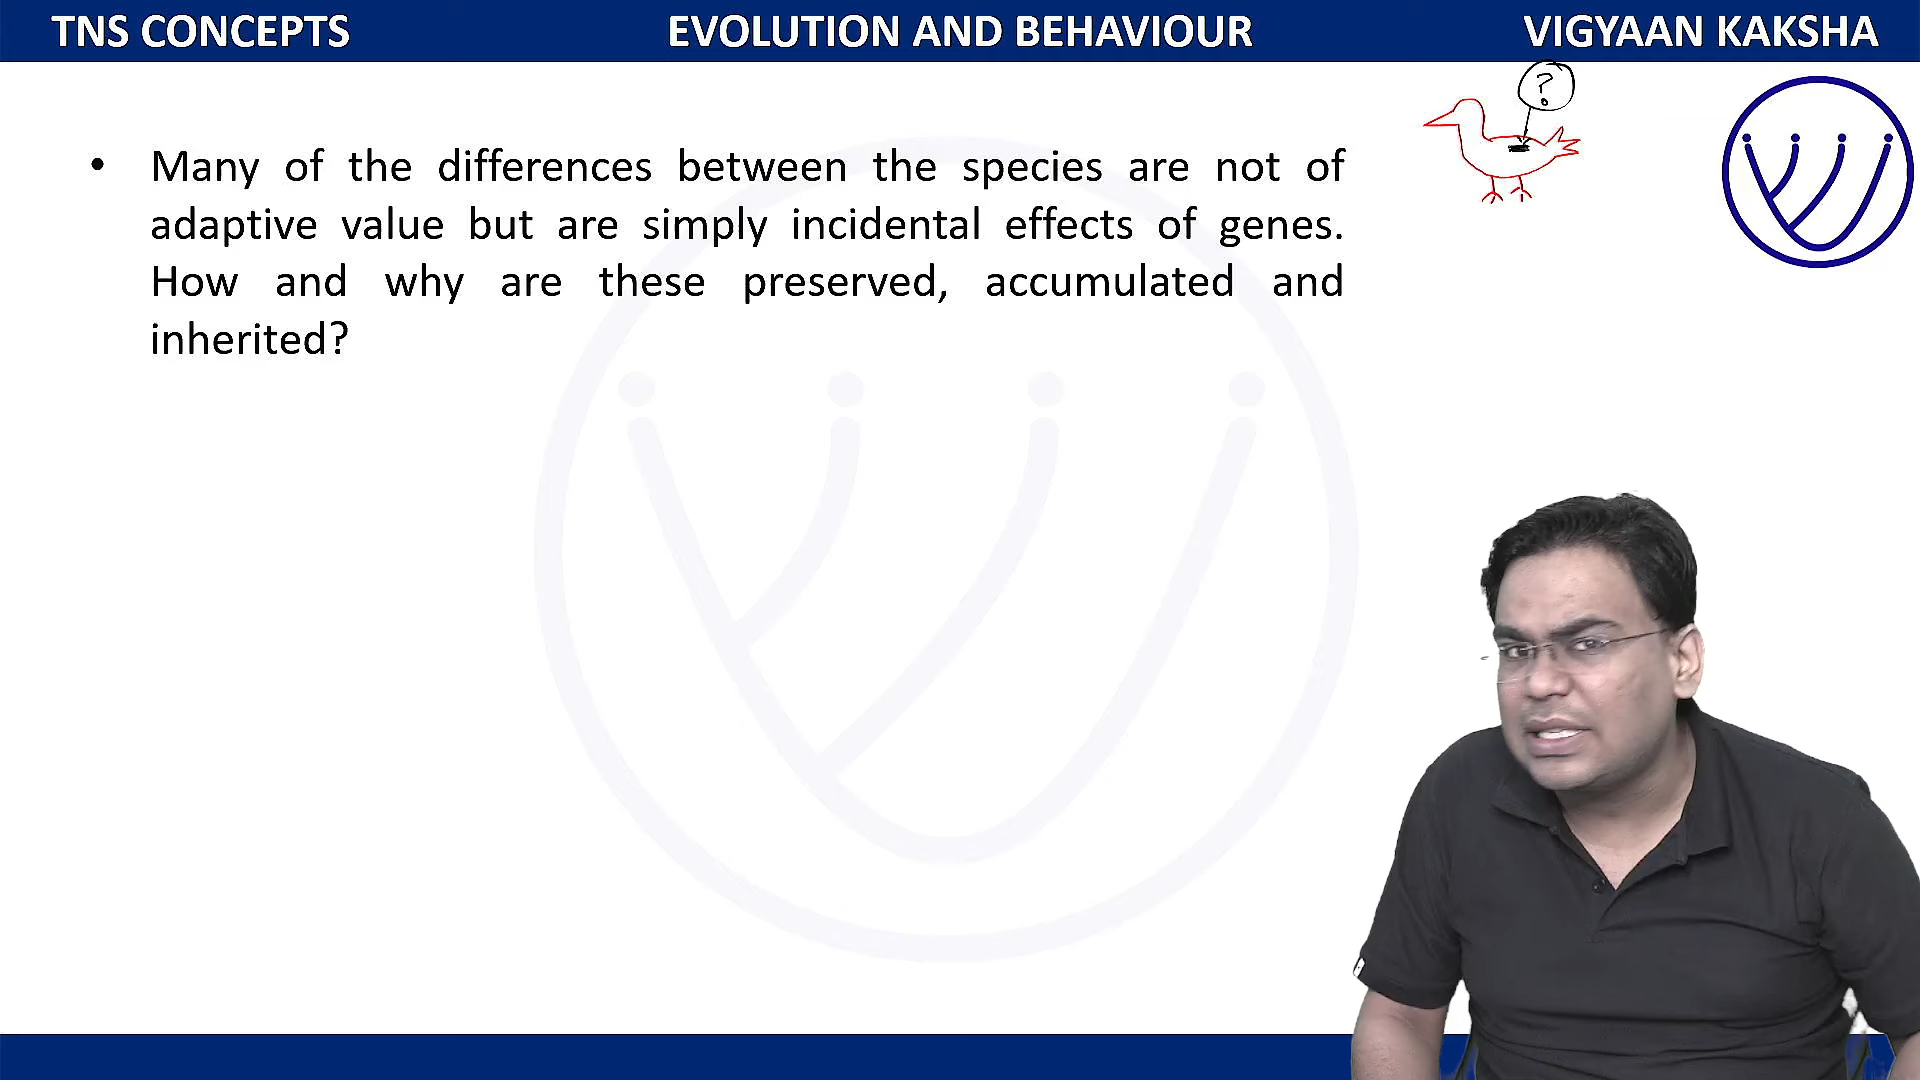 TNS CONCEPTS
EVOLUTION AND BEHAVIOUR
VIGYAAN KAKSHA
?
• Many of the differences between the species are not of
adaptive value but are simply incidental effects of genes.
How and why are these preserved, accumulated and
inherited?